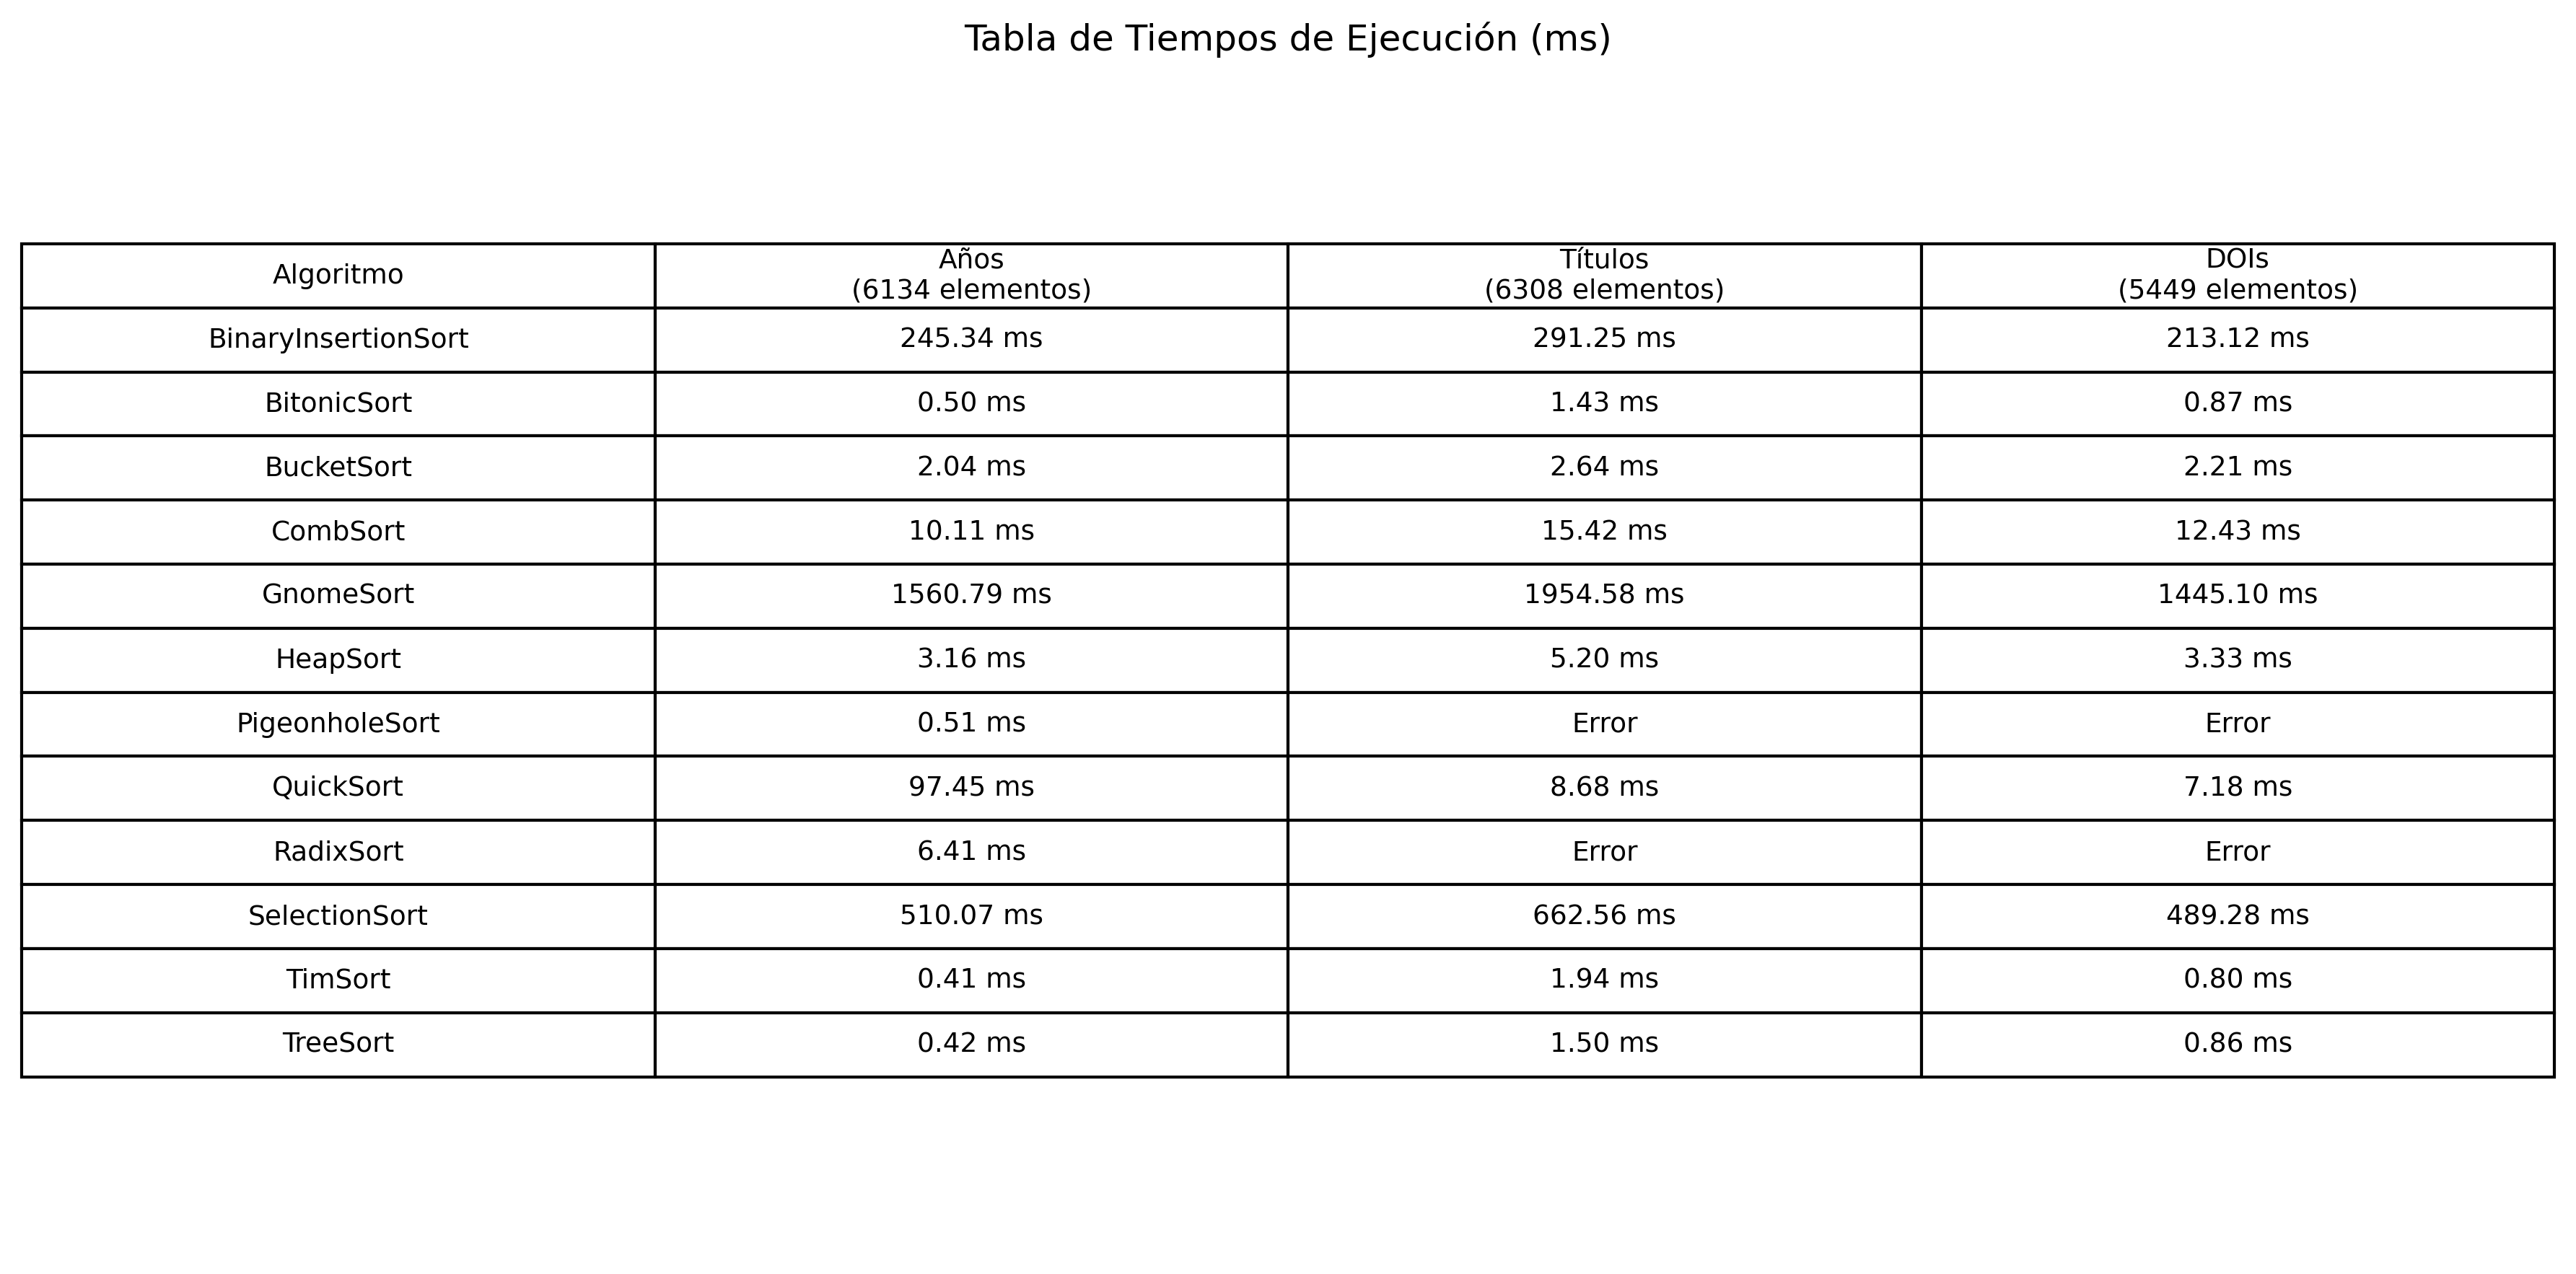 Tabla de Tiempos de Ejecución (ms)
Algoritmo Años (6134 elementos) Títulos (6308 elementos) DOIs (5449 elementos)
BinaryInsertionSort 245.34 ms 291.25 ms 213.12 ms
BitonicSort 0.50 ms 1.43 ms 0.87 ms
BucketSort 2.04 ms 2.64 ms 2.21 ms
CombSort 10.11 ms 15.42 ms 12.43 ms
GnomeSort 1560.79 ms 1954.58 ms 1445.10 ms
HeapSort 3.16 ms 5.20 ms 3.33 ms
PigeonholeSort 0.51 ms Error Error
QuickSort 97.45 ms 8.68 ms 7.18 ms
RadixSort 6.41 ms Error Error
SelectionSort 510.07 ms 662.56 ms 489.28 ms
TimSort 0.41 ms 1.94 ms 0.80 ms
TreeSort 0.42 ms 1.50 ms 0.86 ms